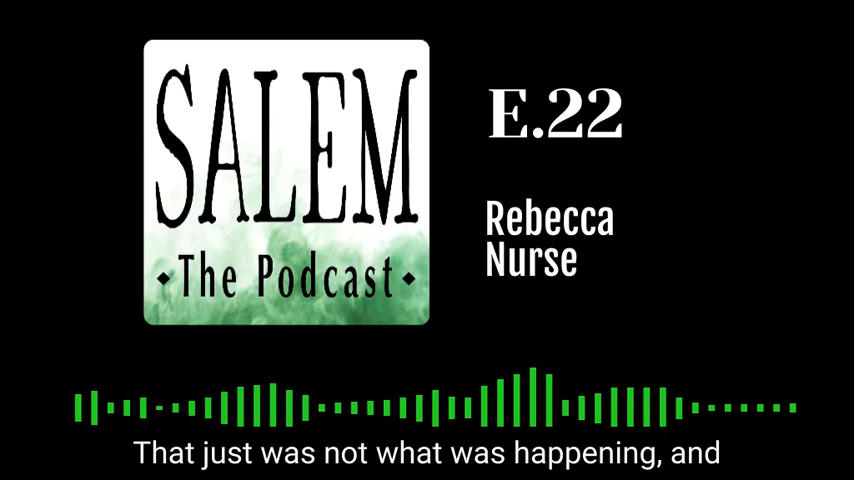 SALEM
The Podcast
E.22
Rebecca
Nurse
That just was not what was happening, and